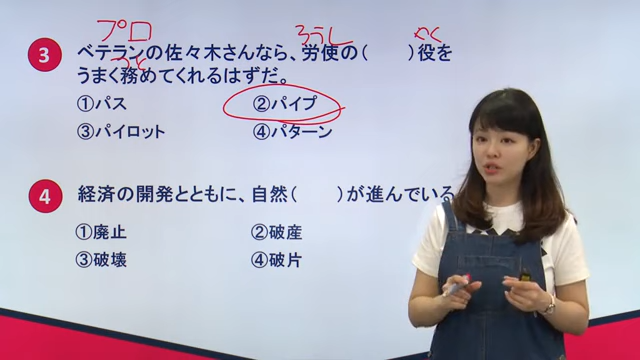 プロ
ろうし
やく
3 ベテランの佐々木さんなら、労使の( )役を
つと
うまく務めてくれるはずだ。
①パス ②パイプ
③パイロット ④パターン
4 経済の開発とともに、自然( )が進んでいる
①廃止 ②破産
③破壊 ④破片